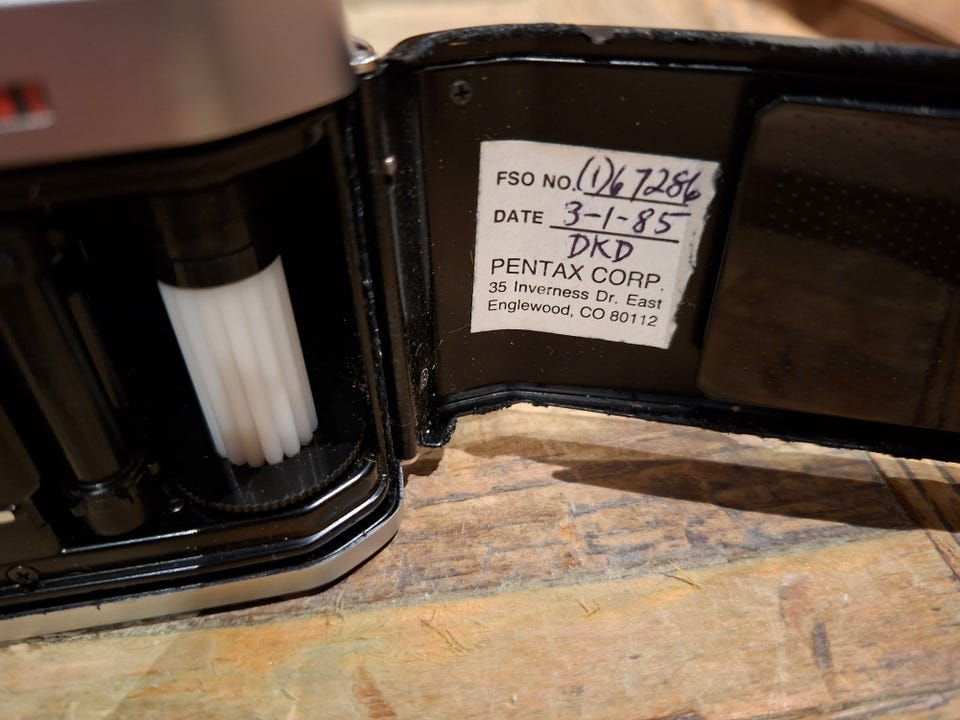 FSO NO. (1)67286
DATE 3-1-85
DKD
PENTAX CORP.
35 Inverness Dr. East
Englewood, CO 80112